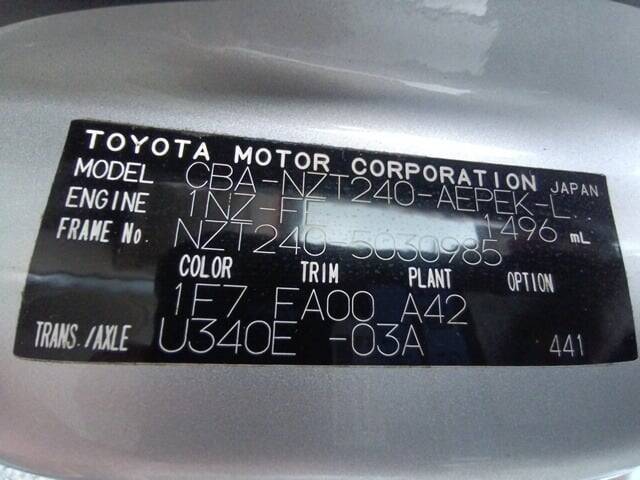 TOYOTA MOTOR CORPORATION JAPAN
MODEL CBA-NZT240-AEPEK-L
ENGINE 1NZ-FE 1496 mL
FRAME No. NZT240-5030985
COLOR TRIM PLANT OPTION
1F7 FA00 A42
TRANS./AXLE U340E -03A 441